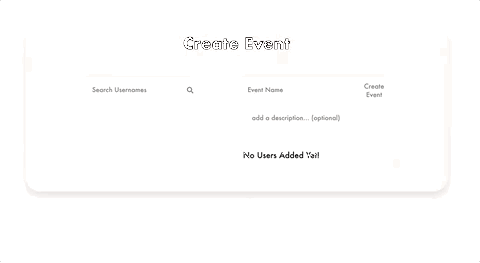 Create Event
Search Usernames
Event Name
Create
Event
add a description... (optional)
No Users Added Yet!